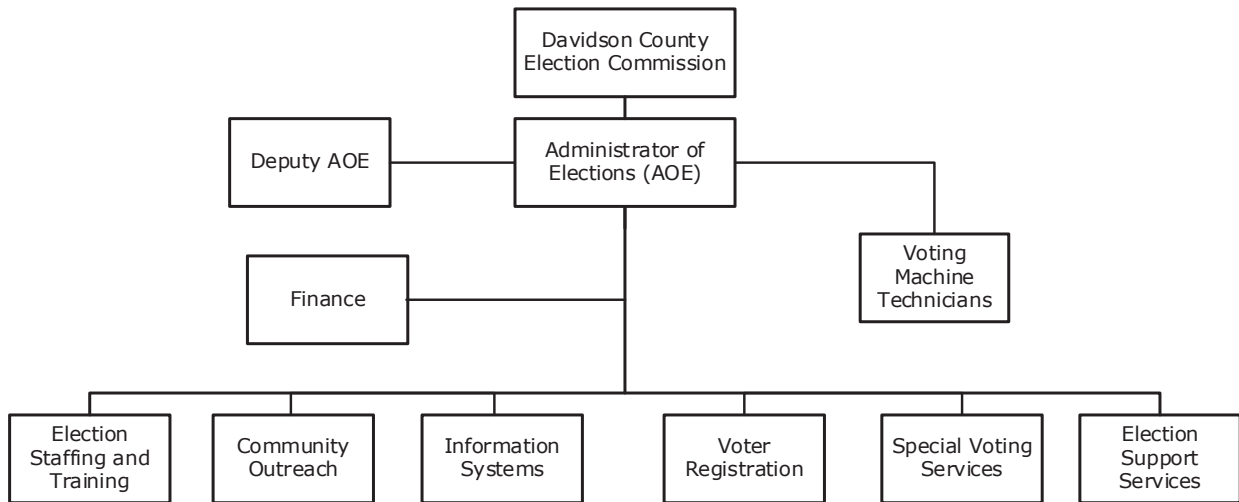 Davidson County
Election Commission
Deputy AOE
Administrator of
Elections (AOE)
Voting
Machine
Technicians
Finance
Election
Staffing and
Training
Community
Outreach
Information
Systems
Voter
Registration
Special Voting
Services
Election
Support
Services